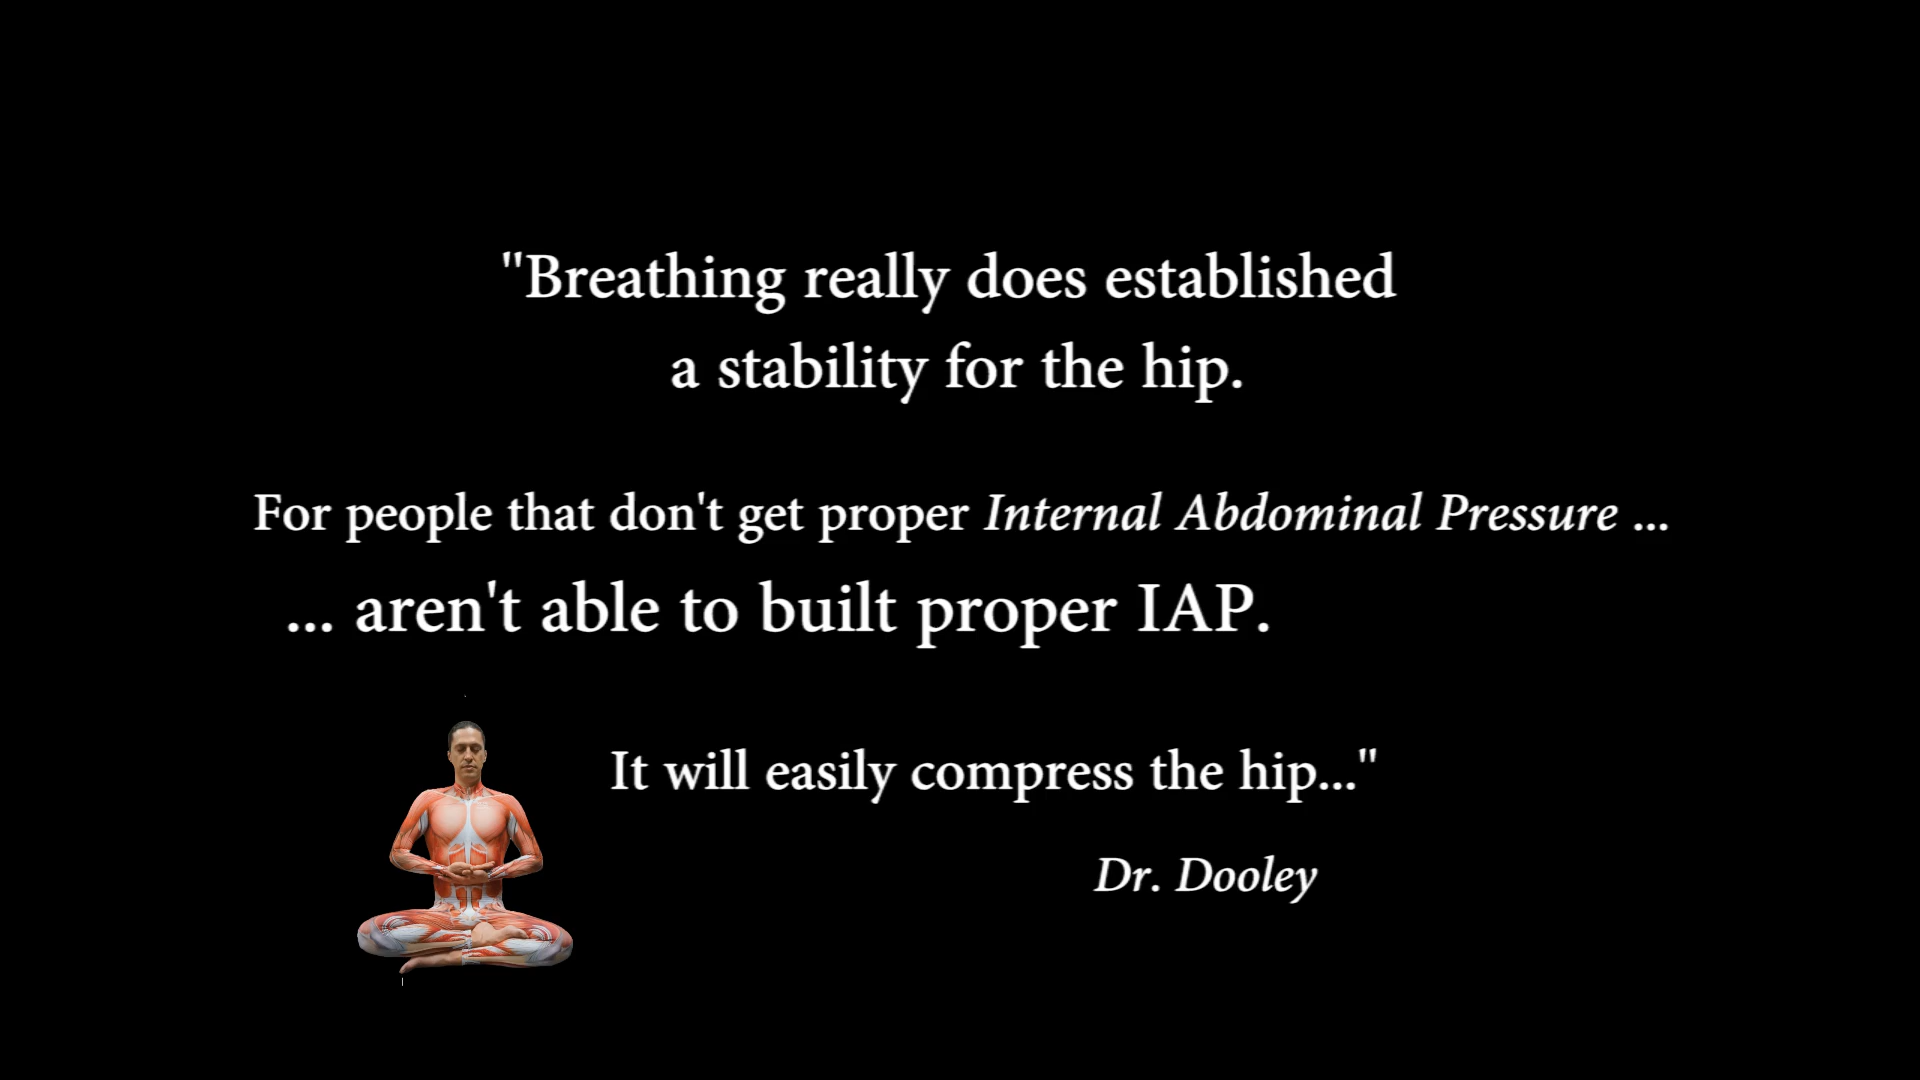 "Breathing really does established
a stability for the hip.
For people that don't get proper Internal Abdominal Pressure ...
... aren't able to built proper IAP.
It will easily compress the hip..."
Dr. Dooley